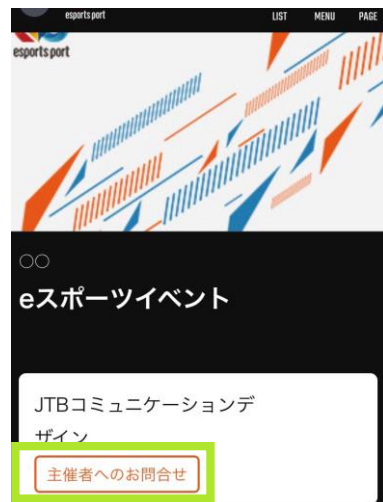 esports port
LIST MENU PAGE
esports port
○○
eスポーツイベント
JTBコミュニケーションデ
ザイン
主催者へのお問合せ